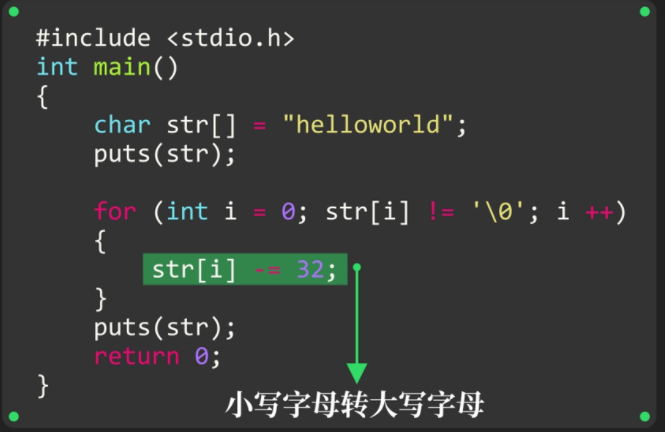 #include <stdio.h>
int main()
{
    char str[] = "helloworld";
    puts(str);

    for (int i = 0; str[i] != '\0'; i ++)
    {
        str[i] -= 32;
    }
    puts(str);
    return 0;
}
小写字母转大写字母